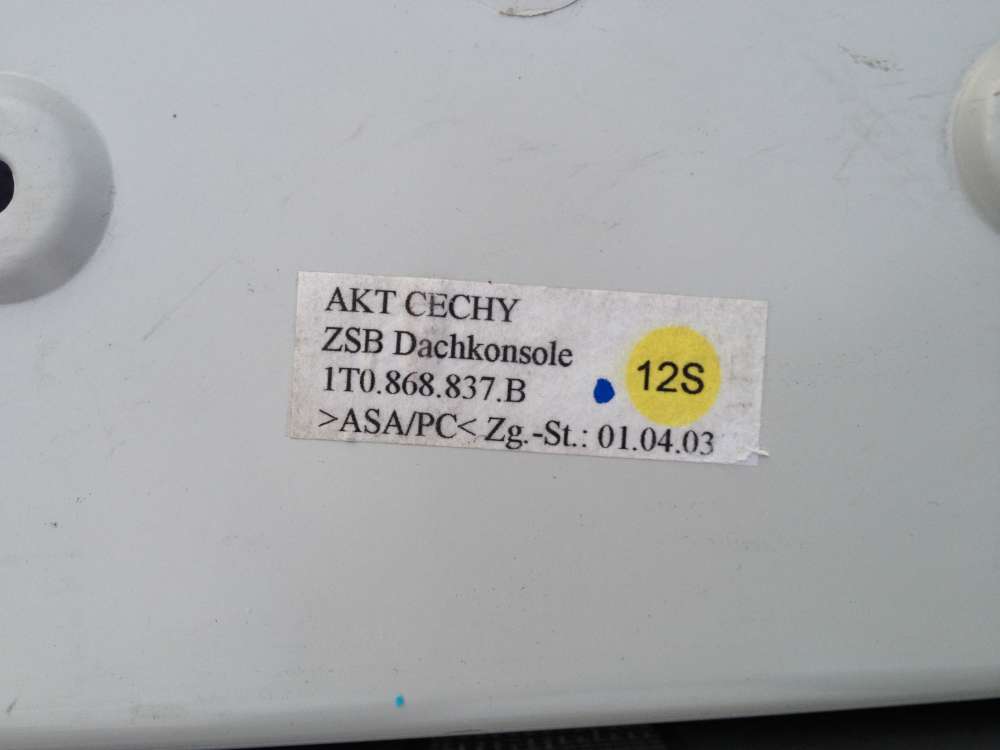 AKT CECHY
ZSB Dachkonsole
1T0.868.837.B
12S
>ASA/PC< Zg.-St.: 01.04.03